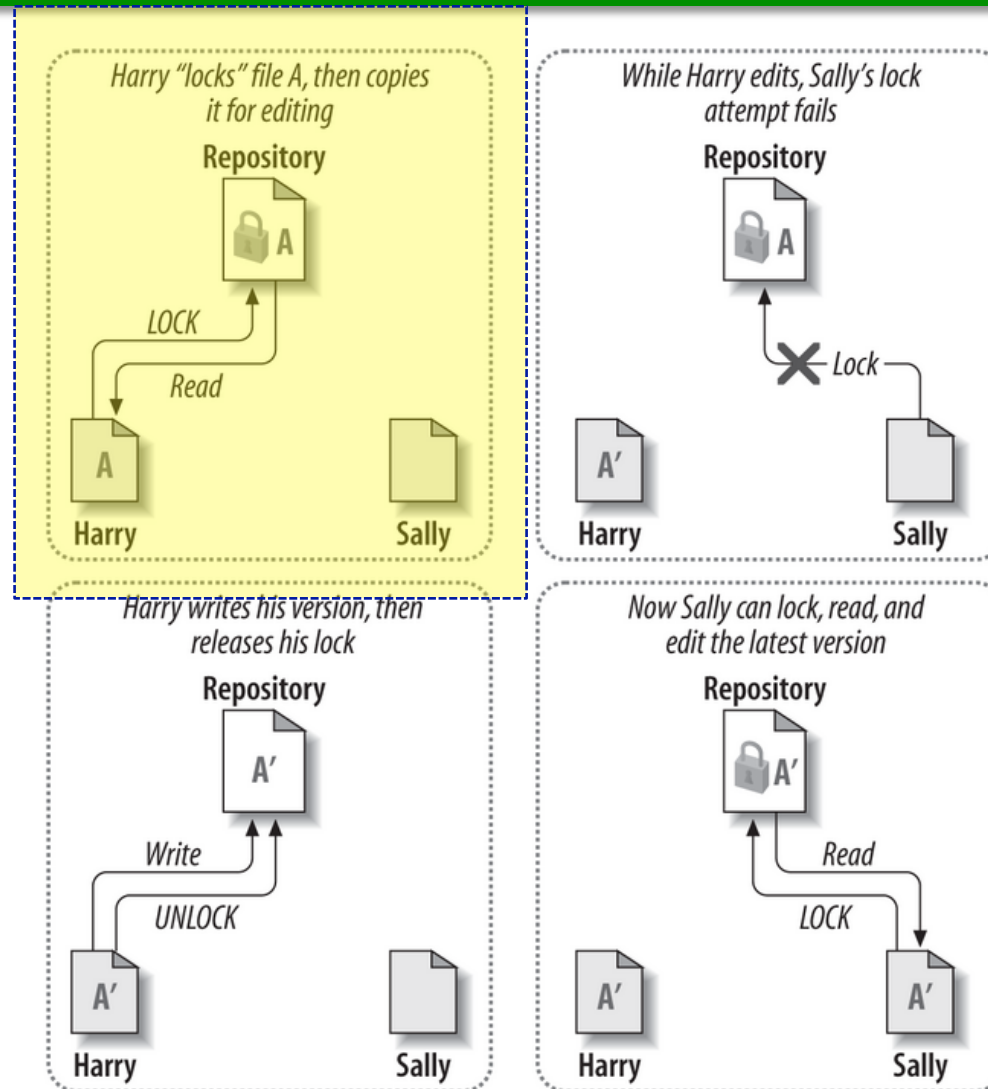 Harry “locks” file A, then copies
it for editing
Repository
A
LOCK
Read
A
Harry
Sally
While Harry edits, Sally’s lock
attempt fails
Repository
A
Lock
A′
Harry
Sally
Harry writes his version, then
releases his lock
Repository
A′
Write
UNLOCK
A′
Harry
Sally
Now Sally can lock, read, and
edit the latest version
Repository
A′
Read
LOCK
A′
A′
Harry
Sally